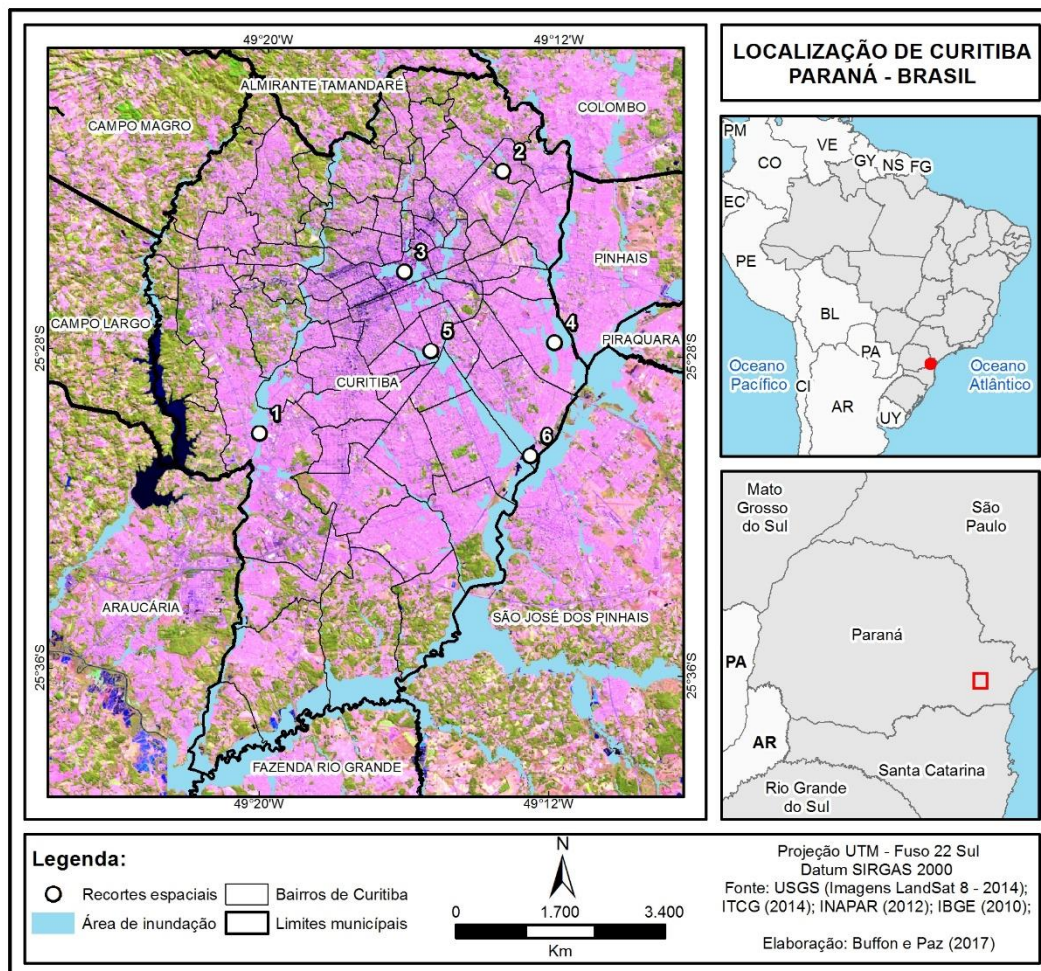 LOCALIZAÇÃO DE CURITIBA
PARANÁ - BRASIL
49°20'W
49°12'W
ALMIRANTE TAMANDARÉ
COLOMBO
CAMPO MAGRO
2
3
PINHAIS
CAMPO LARGO
5
4
PIRAQUARA
25°28'S
25°28'S
CURITIBA
1
6
ARAUCÁRIA
SÃO JOSÉ DOS PINHAIS
25°36'S
25°36'S
FAZENDA RIO GRANDE
49°20'W
49°12'W
PM
VE
CO
GY
NS
FG
EC
PE
BL
PA
Oceano
Pacífico
Oceano
Atlântico
CI
AR
UY
Mato
Grosso
do Sul
São
Paulo
Paraná
PA
AR
Santa Catarina
Rio Grande
do Sul
Legenda:
Recortes espaciais
Bairros de Curitiba
Área de inundação
Limites municípais
N
0
1.700
3.400
Km
Projeção UTM - Fuso 22 Sul
Datum SIRGAS 2000
Fonte: USGS (Imagens LandSat 8 - 2014);
ITCG (2014); INAPAR (2012); IBGE (2010);
Elaboração: Buffon e Paz (2017)